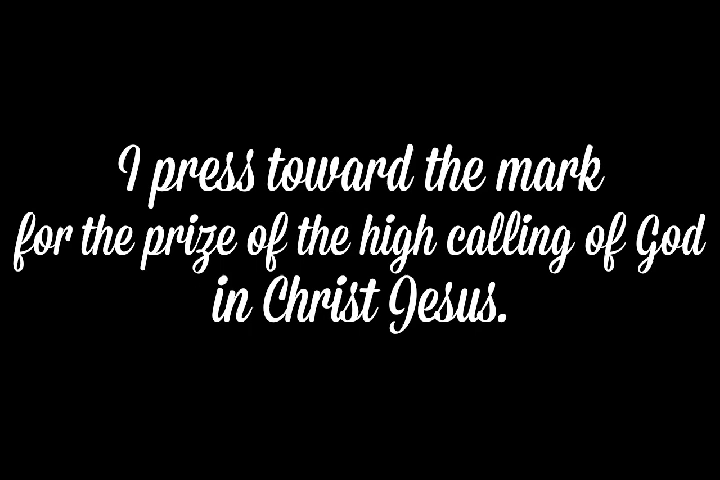 I press toward the mark
for the prize of the high calling of God
in Christ Jesus.